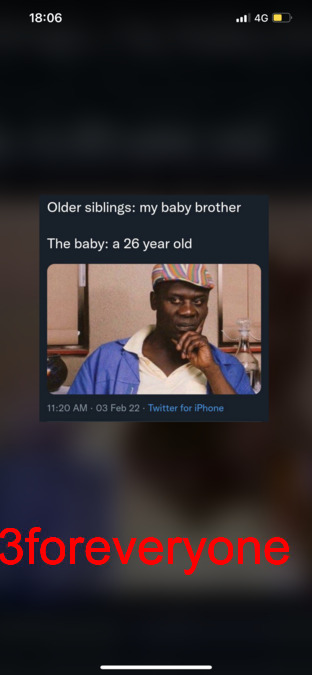 18:06
4G
Older siblings: my baby brother
The baby: a 26 year old
11:20 AM · 03 Feb 22 · Twitter for iPhone
3foreveryone